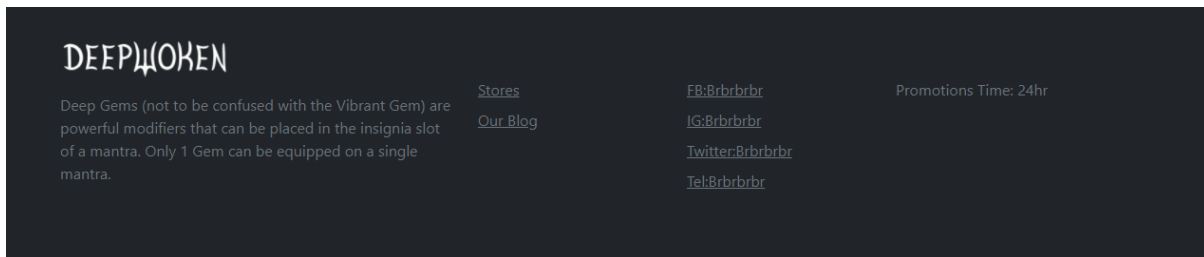 DEEPWOKEN
Deep Gems (not to be confused with the Vibrant Gem) are
powerful modifiers that can be placed in the insignia slot
of a mantra. Only 1 Gem can be equipped on a single
mantra.
Stores
Our Blog
FB:Brbrbrbr
IG:Brbrbrbr
Twitter:Brbrbrbr
Tel:Brbrbrbr
Promotions Time: 24hr